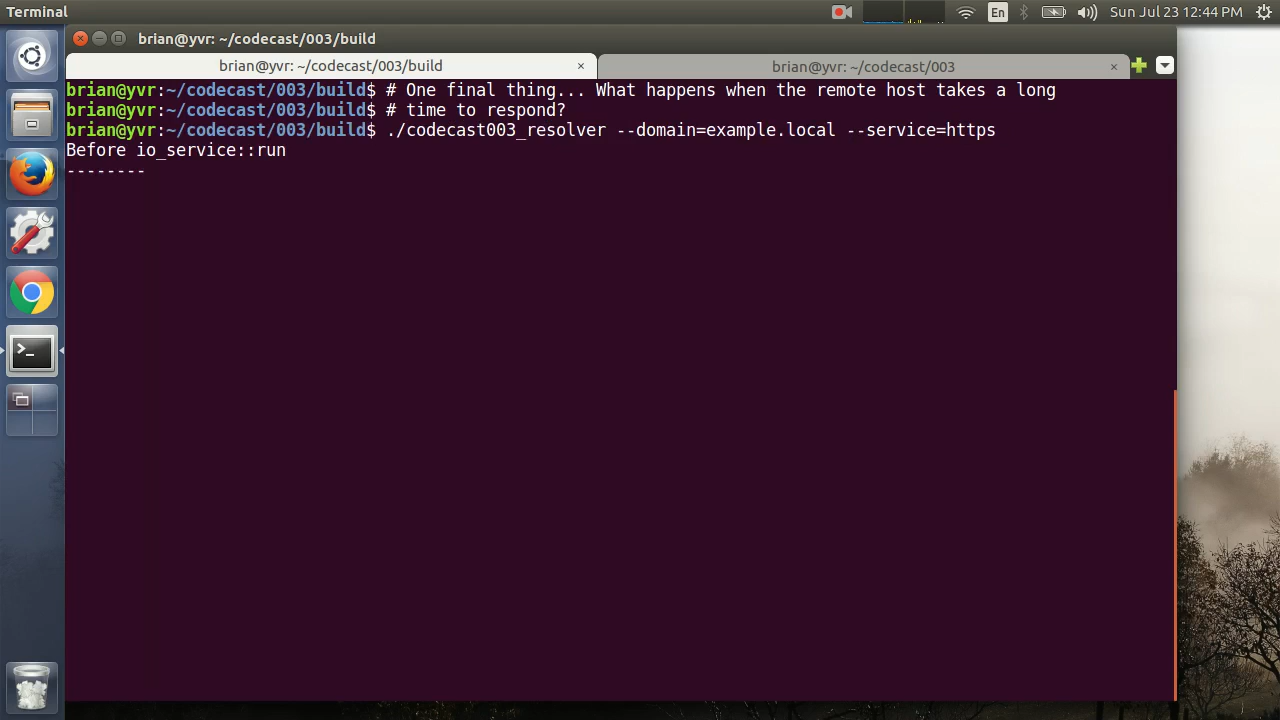 Terminal
En
Sun Jul 23 12:44 PM
brian@yvr: ~/codecast/003/build
brian@yvr: ~/codecast/003/build × brian@yvr: ~/codecast/003 ×
brian@yvr:~/codecast/003/build$ # One final thing... What happens when the remote host takes a long
brian@yvr:~/codecast/003/build$ # time to respond?
brian@yvr:~/codecast/003/build$ ./codecast003_resolver --domain=example.local --service=https
Before io_service::run
--------
>_